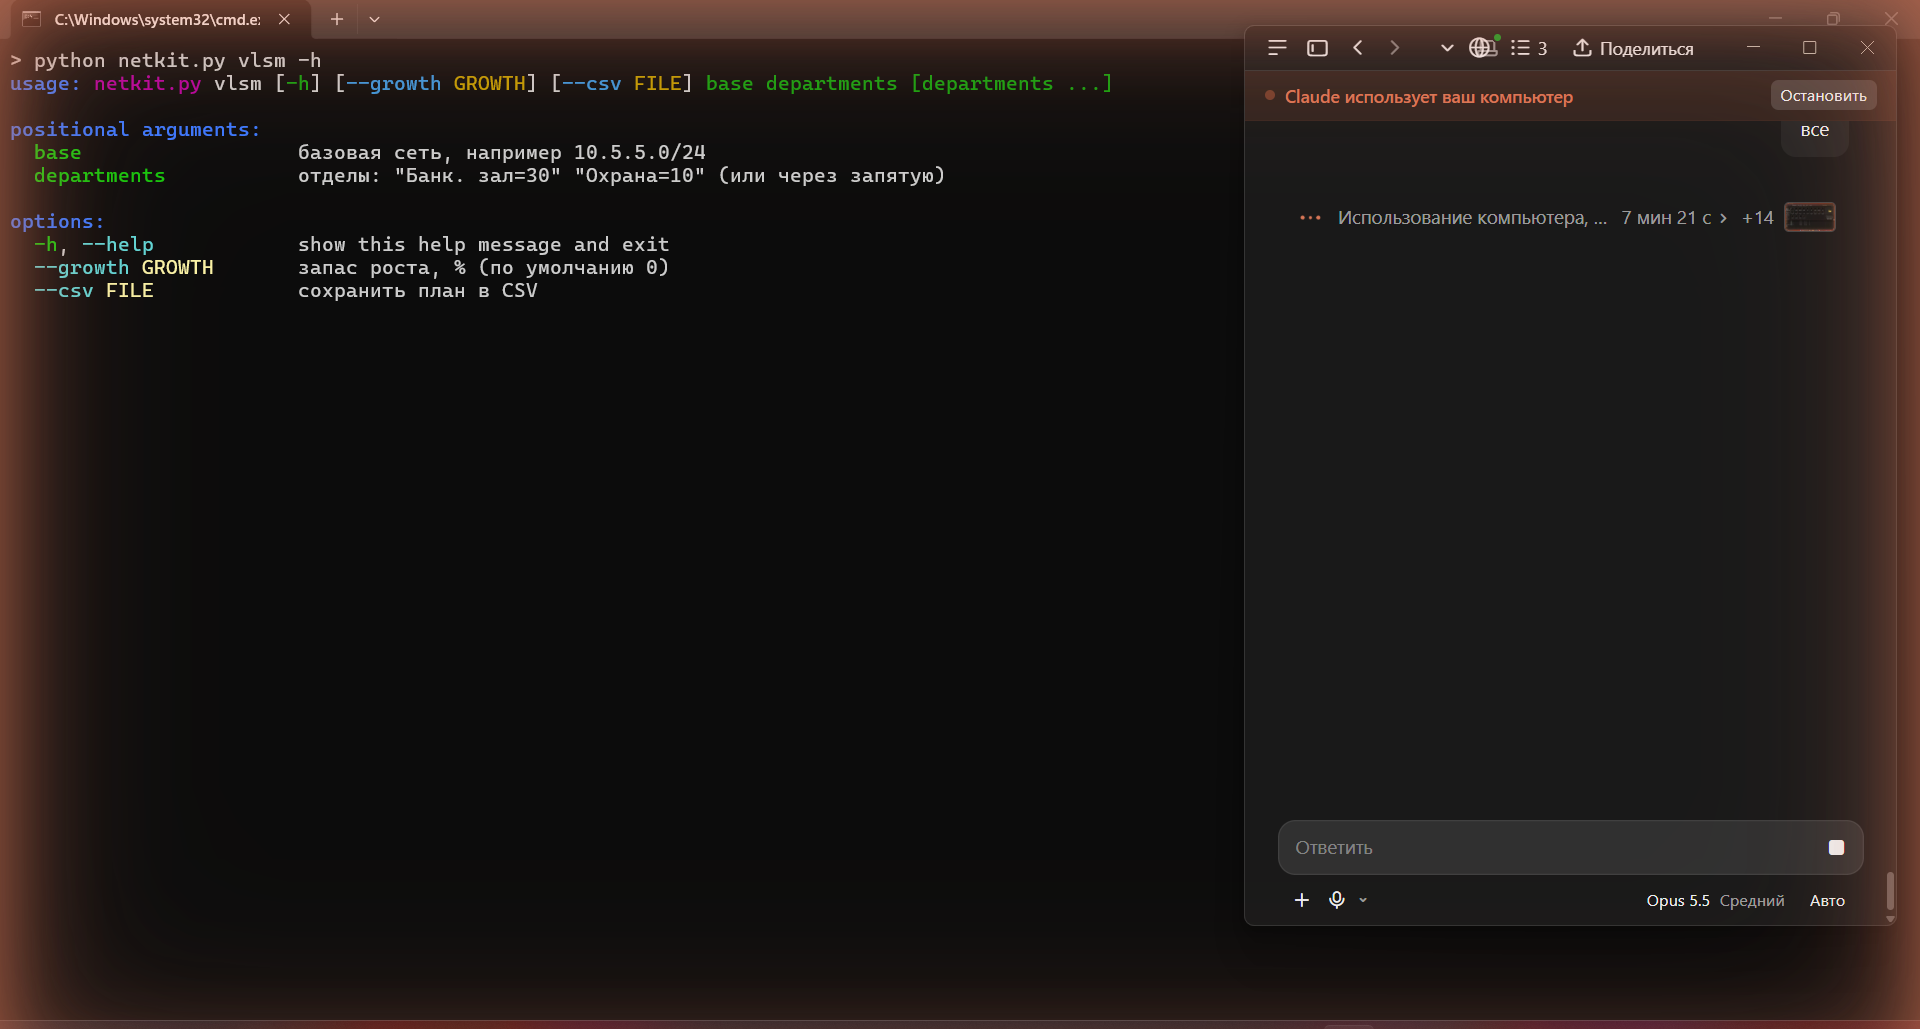 C:\Windows\system32\cmd.e
> python netkit.py vlsm -h
usage: netkit.py vlsm [-h] [--growth GROWTH] [--csv FILE] base departments [departments ...]
positional arguments:
base базовая сеть, например 10.5.5.0/24
departments отделы: "Банк. зал=30" "Охрана=10" (или через запятую)
options:
-h, --help show this help message and exit
--growth GROWTH запас роста, % (по умолчанию 0)
--csv FILE сохранить план в CSV
3 Поделиться
Claude использует ваш компьютер Остановить
все
Использование компьютера, ... 7 мин 21 с > +14
Ответить
Opus 5.5 Средний Авто